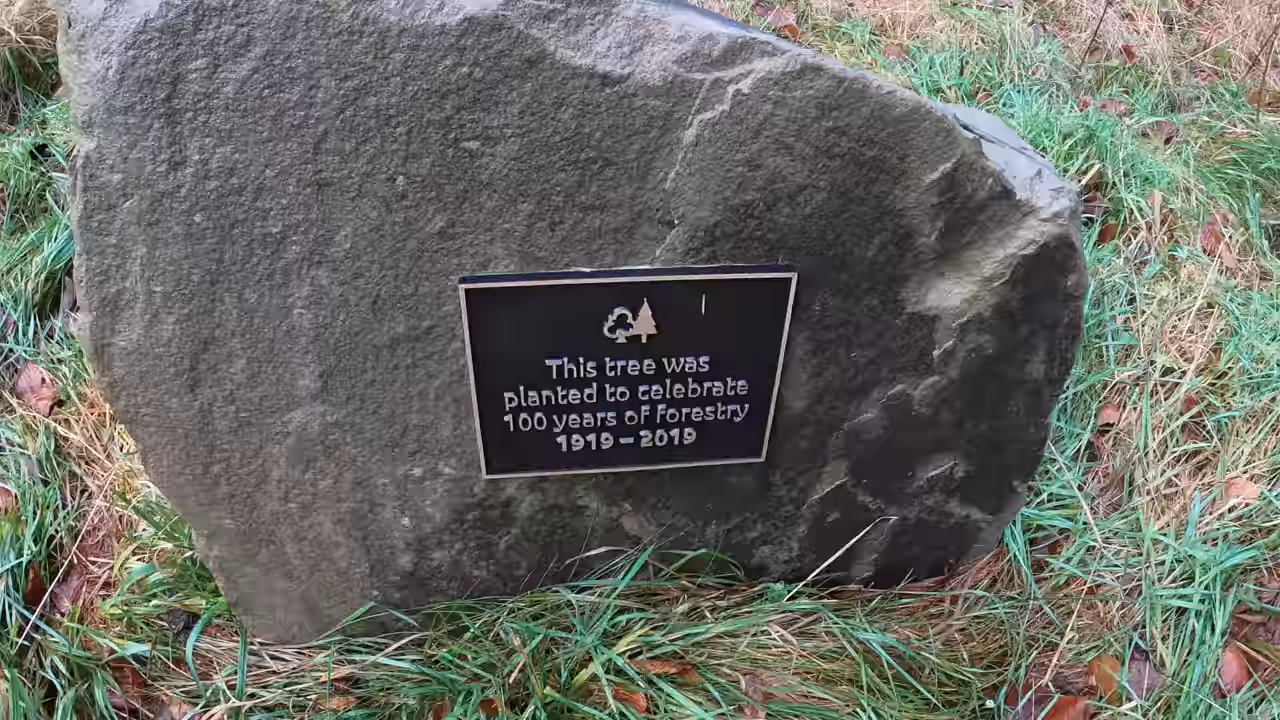 This tree was
planted to celebrate
100 years of forestry
1919 – 2019